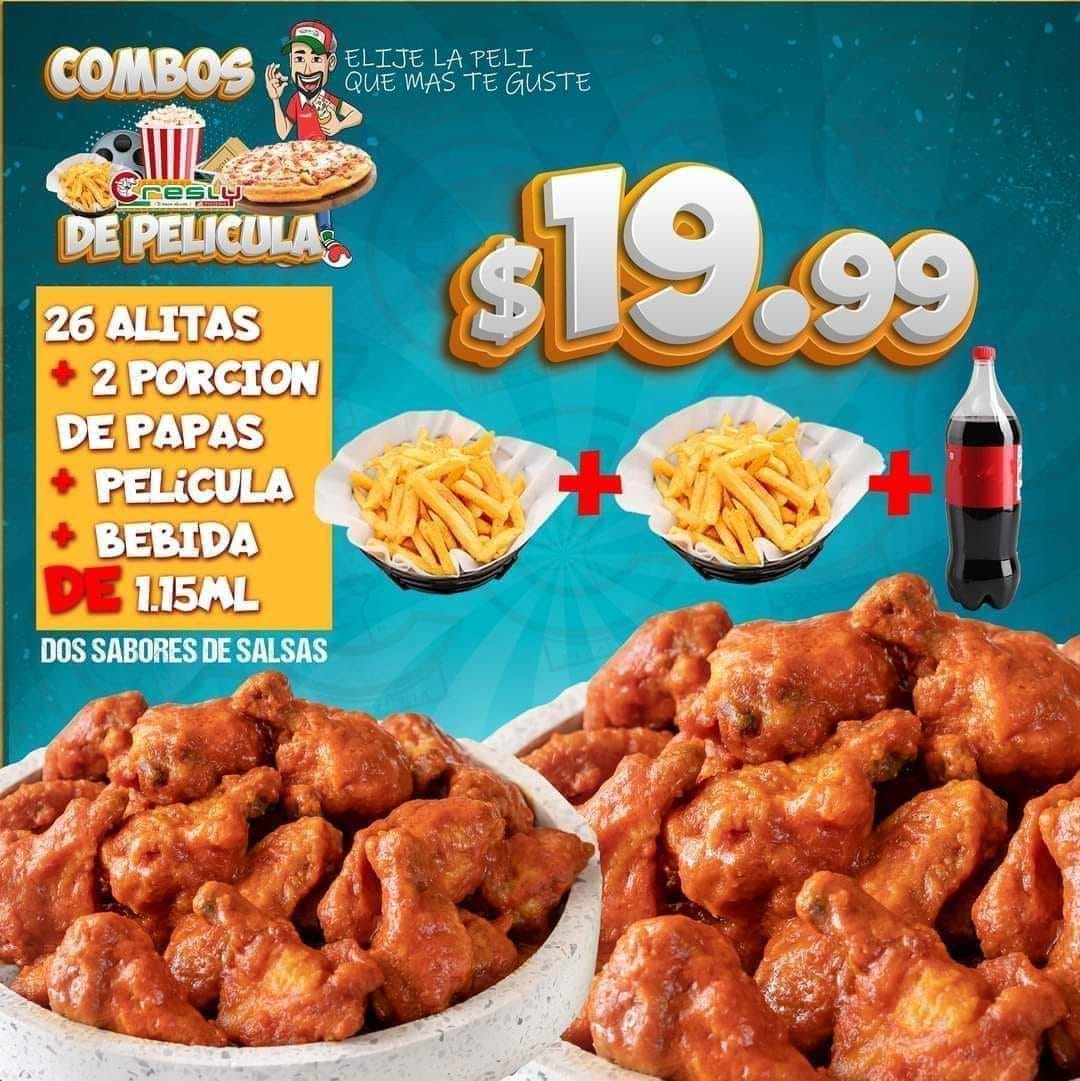 COMBOS
ELIJE LA PELI
QUE MAS TE GUSTE
Cresly
DE PELICULA
$19.99
26 ALITAS
+ 2 PORCION
DE PAPAS
+ PELíCULA
+ BEBIDA
DE 1.15ML
DOS SABORES DE SALSAS
+
+